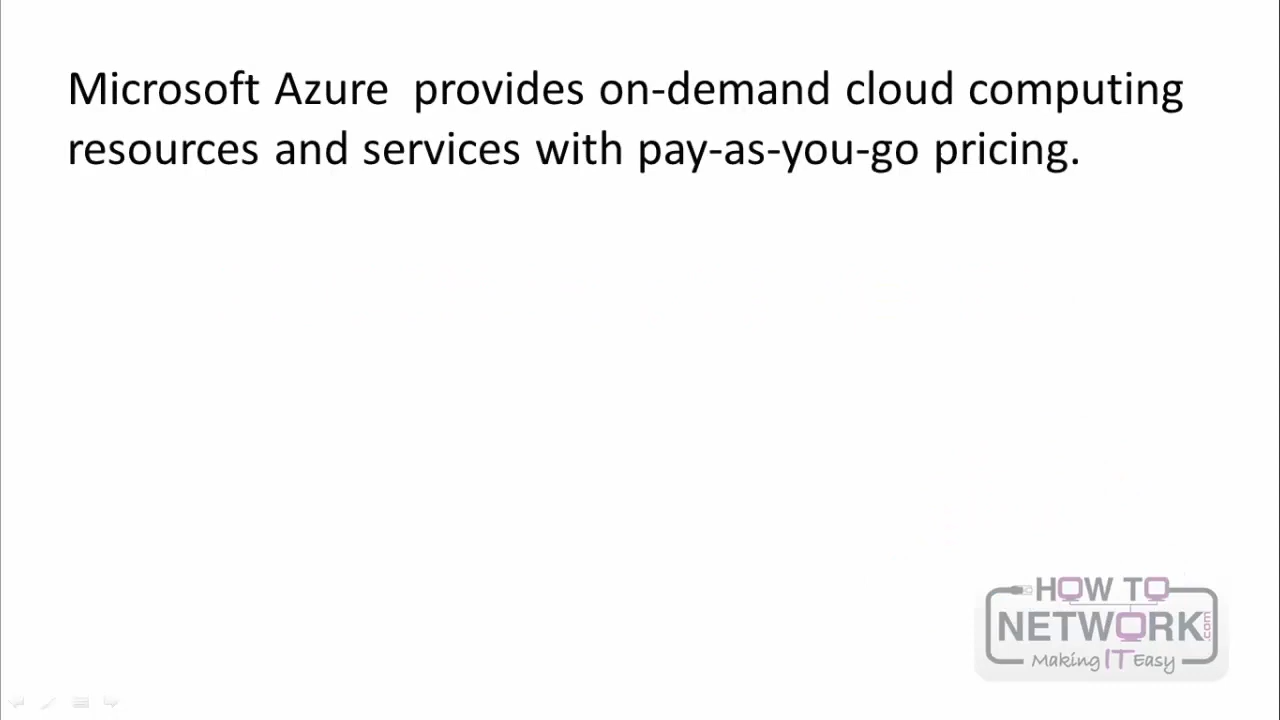 Microsoft Azure provides on-demand cloud computing
resources and services with pay-as-you-go pricing.
HOW TO
NETWORK.com
Making IT Easy